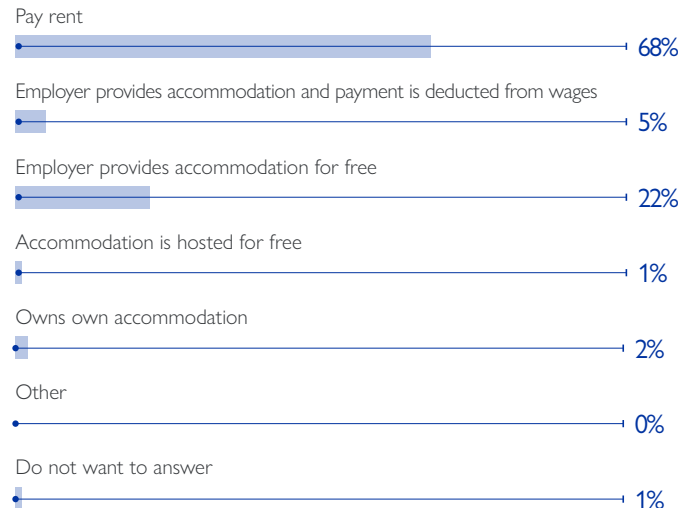 Pay rent
68%
Employer provides accommodation and payment is deducted from wages
5%
Employer provides accommodation for free
22%
Accommodation is hosted for free
1%
Owns own accommodation
2%
Other
0%
Do not want to answer
1%